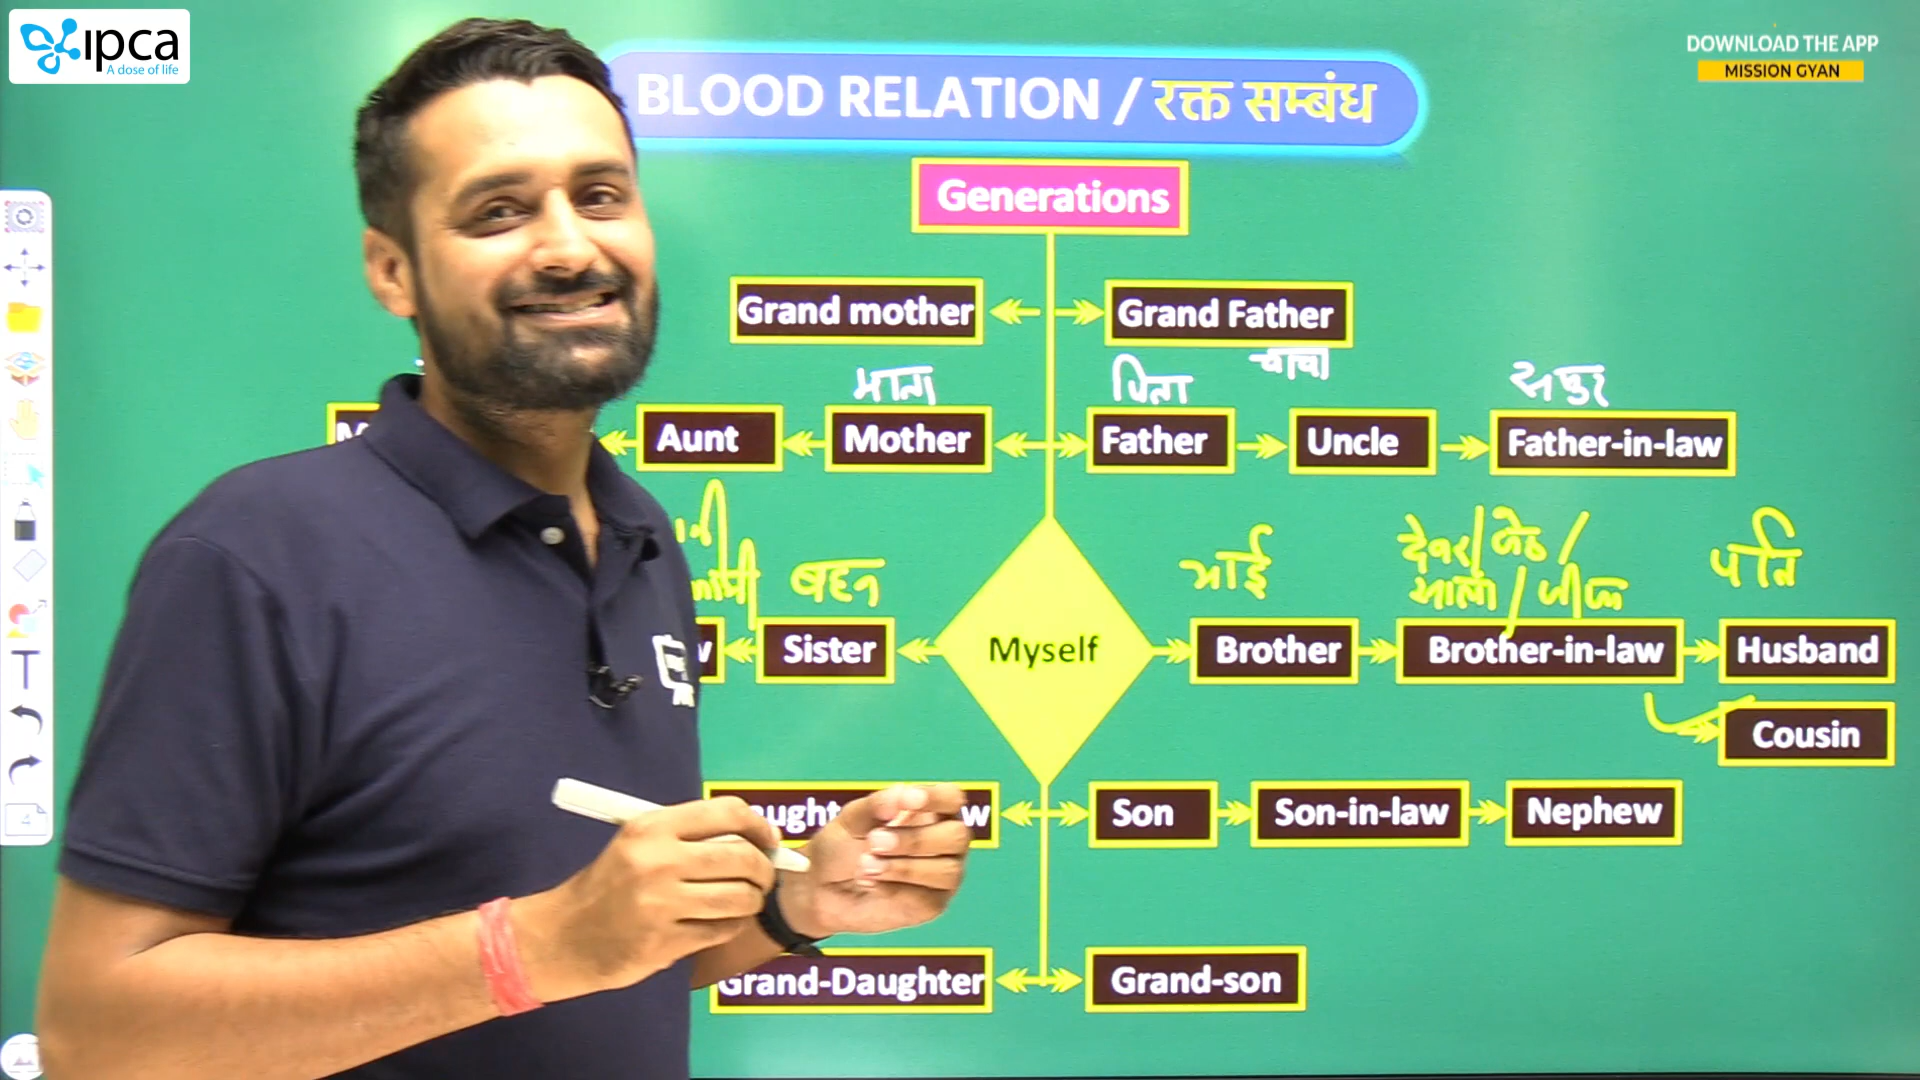 ipca
A dose of life
DOWNLOAD THE APP
MISSION GYAN
BLOOD RELATION / रक्त सम्बंध
Generations
Grand mother
Grand Father
माता
पिता
चाचा
ससुर
Aunt
Mother
Father
Uncle
Father-in-law
बहन
भाई
देवर/जेठ/
साला/जीजा
पति
Sister
Myself
Brother
Brother-in-law
Husband
Cousin
Son
Son-in-law
Nephew
Grand-Daughter
Grand-son